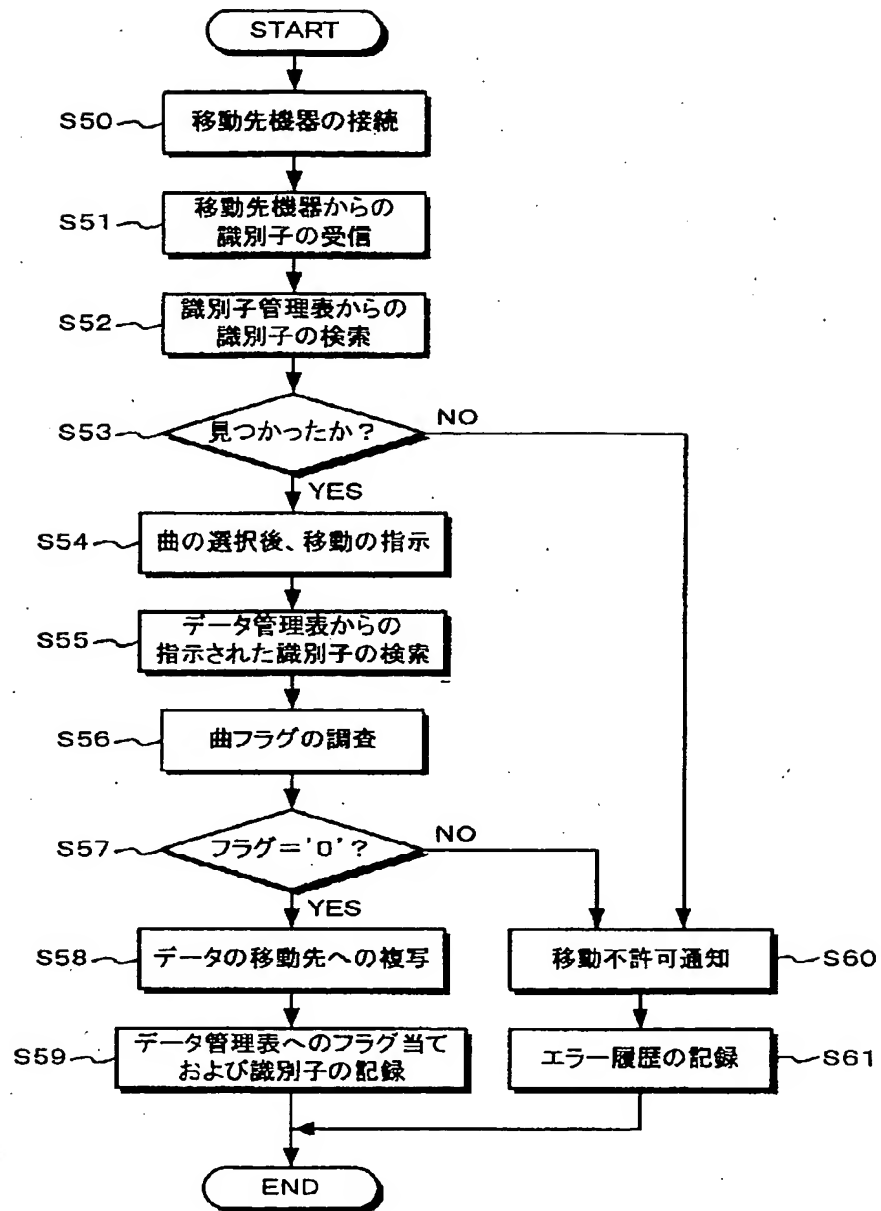 START
S50
移動先機器の接続
S51
移動先機器からの
識別子の受信
S52
識別子管理表からの
識別子の検索
S53
見つかったか?
NO
YES
S54
曲の選択後、移動の指示
S55
データ管理表からの
指示された識別子の検索
S56
曲フラグの調査
S57
フラグ='0'?
NO
YES
S58
データの移動先への複写
移動不許可通知
S60
S59
データ管理表へのフラグ当て
および識別子の記録
エラー履歴の記録
S61
END